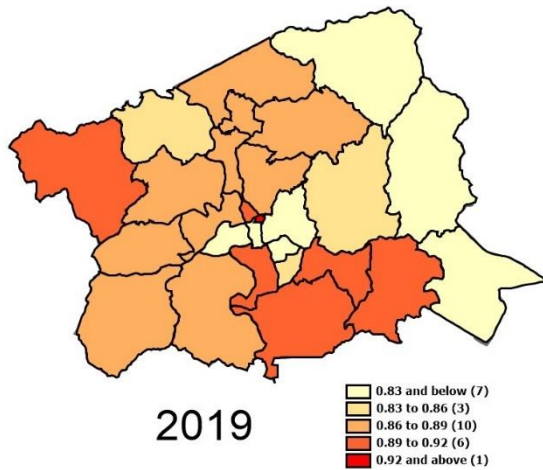 2019
0.83 and below (7)
0.83 to 0.86 (3)
0.86 to 0.89 (10)
0.89 to 0.92 (6)
0.92 and above (1)